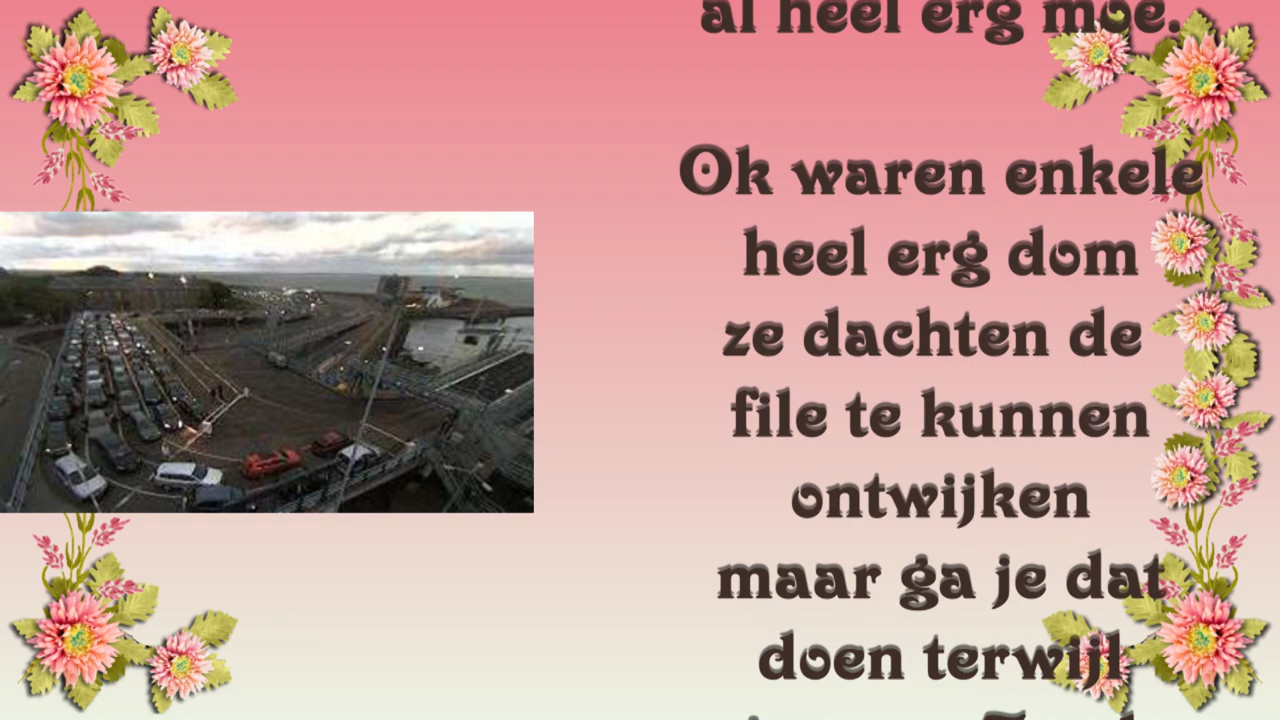 al heel erg moe.
Ok waren enkele
heel erg dom
ze dachten de
file te kunnen
ontwijken
maar ga je dat
doen terwijl